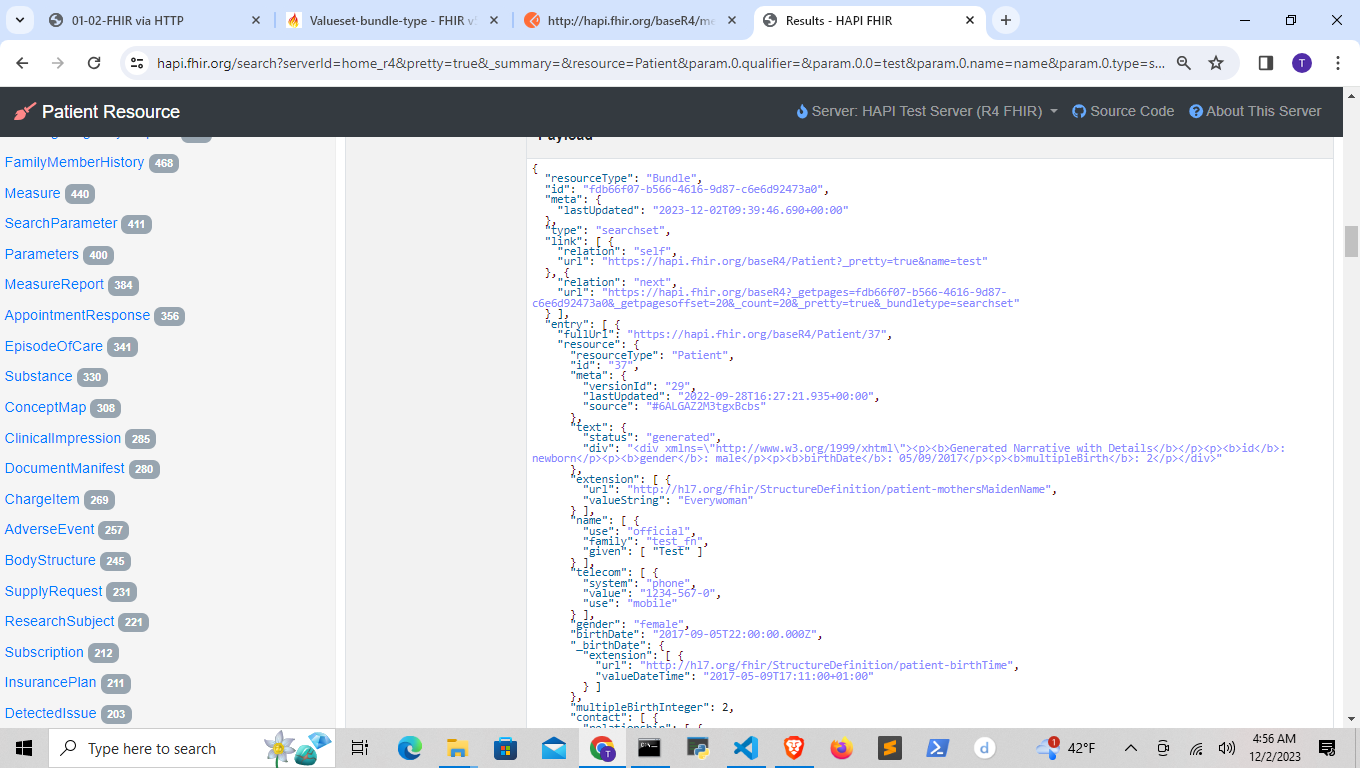 01-02-FHIR via HTTP
Valueset-bundle-type - FHIR v
http://hapi.fhir.org/baseR4/me
Results - HAPI FHIR
hapi.fhir.org/search?serverId=home_r4&pretty=true&_summary=&resource=Patient&param.0.qualifier=&param.0.0=test&param.0.name=name&param.0.type=s...
T
Patient Resource
Server: HAPI Test Server (R4 FHIR)
Source Code
About This Server
FamilyMemberHistory 468
Measure 440
SearchParameter 411
Parameters 400
MeasureReport 384
AppointmentResponse 356
EpisodeOfCare 341
Substance 330
ConceptMap 308
ClinicalImpression 285
DocumentManifest 280
ChargeItem 269
AdverseEvent 257
BodyStructure 245
SupplyRequest 231
ResearchSubject 221
Subscription 212
InsurancePlan 211
DetectedIssue 203
Payload
{
"resourceType": "Bundle",
"id": "fdb66f07-b566-4616-9d87-c6e6d92473a0",
"meta": {
"lastUpdated": "2023-12-02T09:39:46.690+00:00"
},
"type": "searchset",
"link": [ {
"relation": "self",
"url": "https://hapi.fhir.org/baseR4/Patient?_pretty=true&name=test"
}, {
"relation": "next",
"url": "https://hapi.fhir.org/baseR4?_getpages=fdb66f07-b566-4616-9d87-
c6e6d92473a0&_getpagesoffset=20&_count=20&_pretty=true&_bundletype=searchset"
} ],
"entry": [ {
"fullUrl": "https://hapi.fhir.org/baseR4/Patient/37",
"resource": {
"resourceType": "Patient",
"id": "37",
"meta": {
"versionId": "29",
"lastUpdated": "2022-09-28T16:27:21.935+00:00",
"source": "#6ALGAZ2M3tgxBcbs"
},
"text": {
"status": "generated",
"div": "<div xmlns=\"http://www.w3.org/1999/xhtml\"><p><b>Generated Narrative with Details</b></p><p><b>id</b>:
newborn</p><p><b>gender</b>: male</p><p><b>birthDate</b>: 05/09/2017</p><p><b>multipleBirth</b>: 2</p></div>"
},
"extension": [ {
"url": "http://hl7.org/fhir/StructureDefinition/patient-mothersMaidenName",
"valueString": "Everywoman"
} ],
"name": [ {
"use": "official",
"family": "test_fn",
"given": [ "Test" ]
} ],
"telecom": [ {
"system": "phone",
"value": "1234-567-0",
"use": "mobile"
} ],
"gender": "female",
"birthDate": "2017-09-05T22:00:00.000Z",
"_birthDate": {
"extension": [ {
"url": "http://hl7.org/fhir/StructureDefinition/patient-birthTime",
"valueDateTime": "2017-05-09T17:11:00+01:00"
} ]
},
"multipleBirthInteger": 2,
"contact": [ {
"relationship": [ {
Type here to search
T
d
1
42°F
4:56 AM
12/2/2023